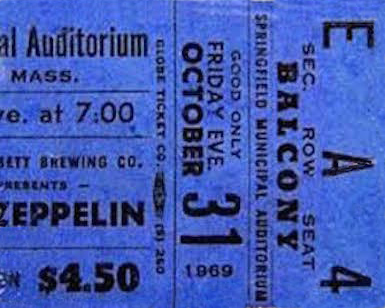 al Auditorium
MASS.
ve. at 7:00
SETT BREWING CO.
PRESENTS —
ZEPPELIN
$4.50
GLOBE TICKET CO.
GOOD ONLY
FRIDAY EVE.
OCTOBER
31
1969
SPRINGFIELD MUNICIPAL AUDITORIUM
BALCONY
SEC. ROW SEAT
E A 4